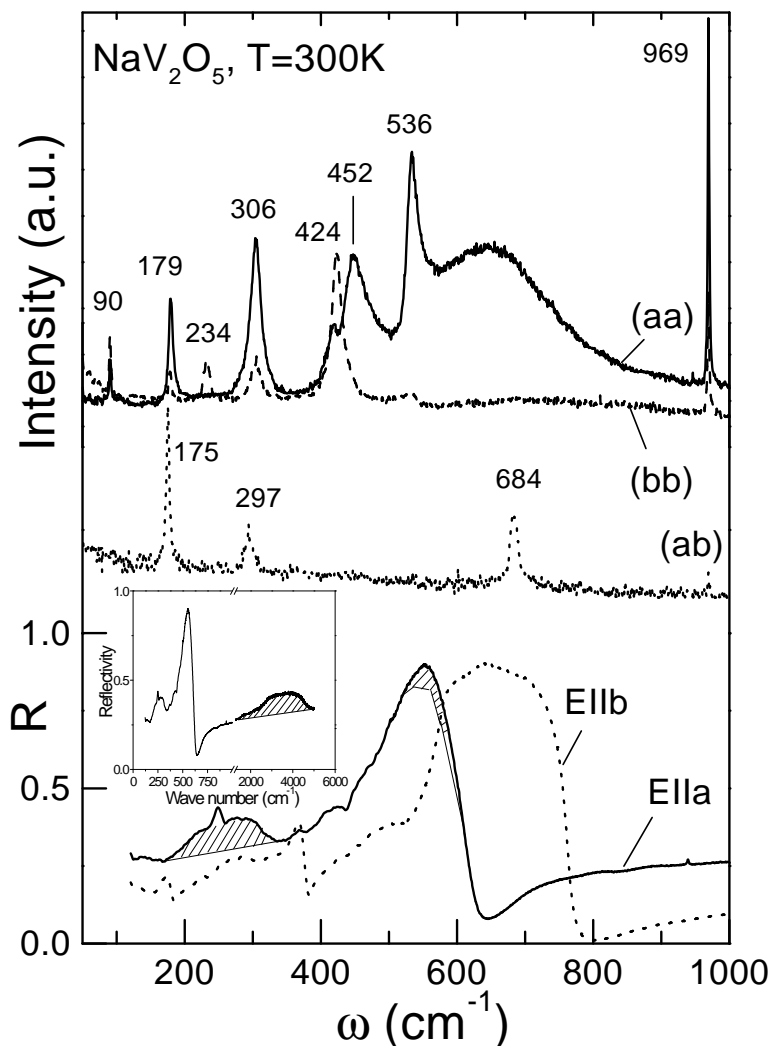 NaV₂O₅, T=300K
969
536
452
306
424
179
90
234
(aa)
Intensity (a.u.)
(bb)
175
297
684
(ab)
1.0
0.5
0.0
R
1.0
0.5
0.0
Reflectivity
0
250
500
750
2000
4000
6000
Wave number (cm⁻¹)
EIIb
EIIa
200
400
600
800
1000
ω (cm⁻¹)